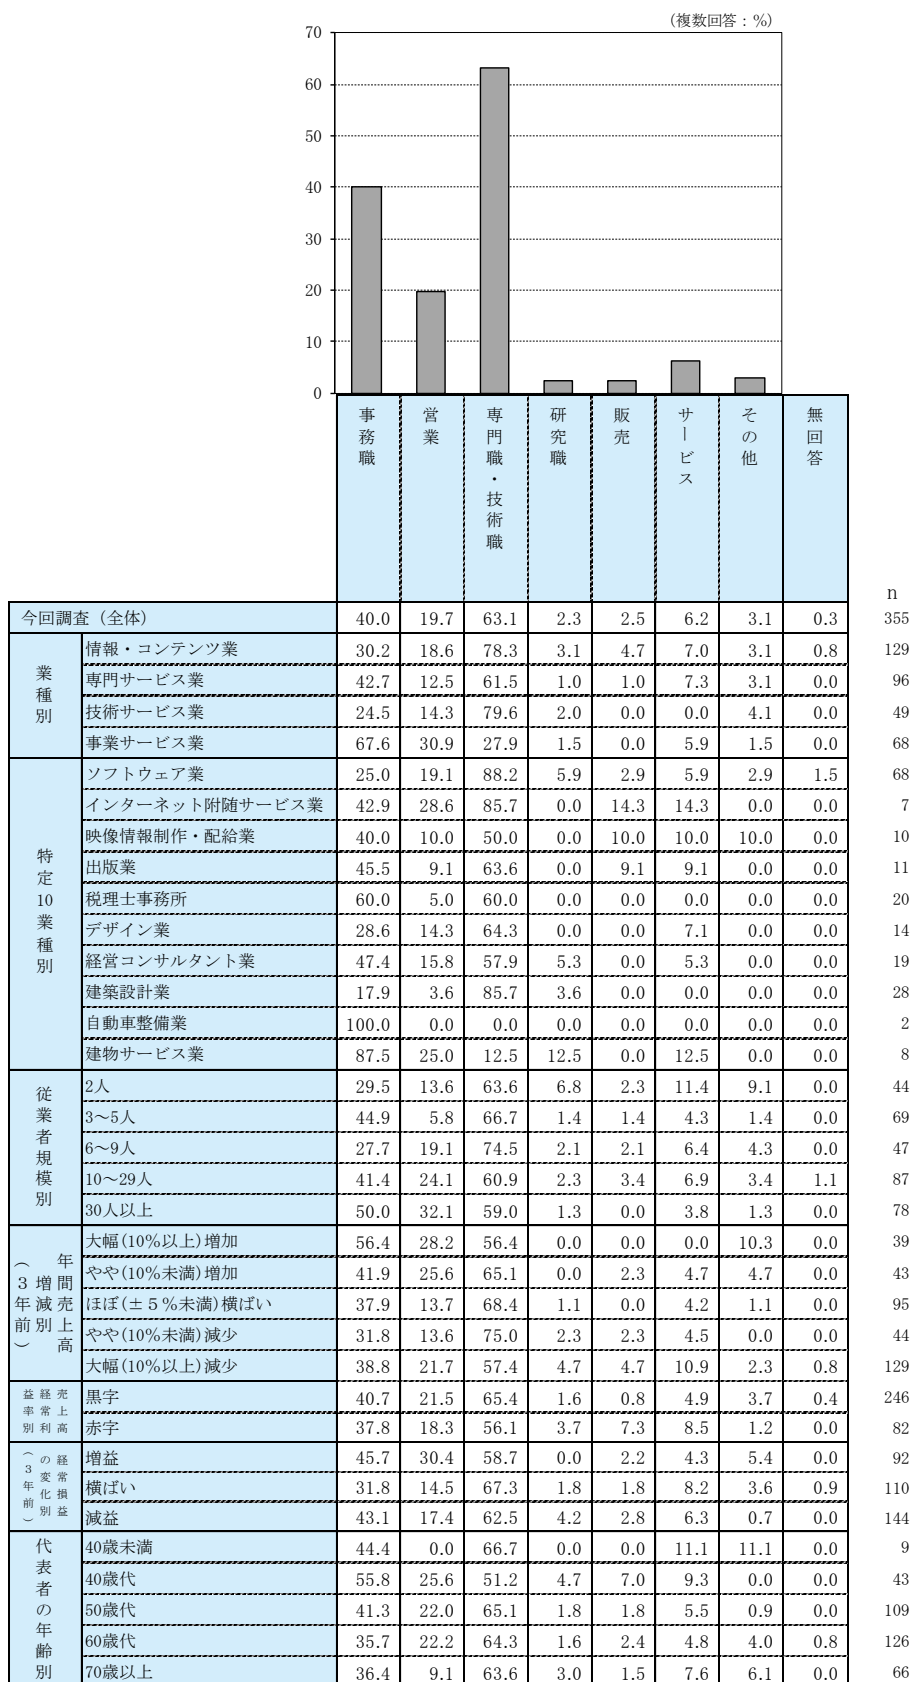 (複数回答：%)
70
60
50
40
30
20
10
0
事務職
営業
専門職・技術職
研究職
販売
サービス
その他
無回答
n
今回調査（全体） 40.0 19.7 63.1 2.3 2.5 6.2 3.1 0.3 355
業種別
情報・コンテンツ業 30.2 18.6 78.3 3.1 4.7 7.0 3.1 0.8 129
専門サービス業 42.7 12.5 61.5 1.0 1.0 7.3 3.1 0.0 96
技術サービス業 24.5 14.3 79.6 2.0 0.0 0.0 4.1 0.0 49
事業サービス業 67.6 30.9 27.9 1.5 0.0 5.9 1.5 0.0 68
特定10業種別
ソフトウェア業 25.0 19.1 88.2 5.9 2.9 5.9 2.9 1.5 68
インターネット附随サービス業 42.9 28.6 85.7 0.0 14.3 14.3 0.0 0.0 7
映像情報制作・配給業 40.0 10.0 50.0 0.0 10.0 10.0 10.0 0.0 10
出版業 45.5 9.1 63.6 0.0 9.1 9.1 0.0 0.0 11
税理士事務所 60.0 5.0 60.0 0.0 0.0 0.0 0.0 0.0 20
デザイン業 28.6 14.3 64.3 0.0 0.0 7.1 0.0 0.0 14
経営コンサルタント業 47.4 15.8 57.9 5.3 0.0 5.3 0.0 0.0 19
建築設計業 17.9 3.6 85.7 3.6 0.0 0.0 0.0 0.0 28
自動車整備業 100.0 0.0 0.0 0.0 0.0 0.0 0.0 0.0 2
建物サービス業 87.5 25.0 12.5 12.5 0.0 12.5 0.0 0.0 8
従業者規模別
2人 29.5 13.6 63.6 6.8 2.3 11.4 9.1 0.0 44
3～5人 44.9 5.8 66.7 1.4 1.4 4.3 1.4 0.0 69
6～9人 27.7 19.1 74.5 2.1 2.1 6.4 4.3 0.0 47
10～29人 41.4 24.1 60.9 2.3 3.4 6.9 3.4 1.1 87
30人以上 50.0 32.1 59.0 1.3 0.0 3.8 1.3 0.0 78
年間売上高
増減別
（3年前）
大幅(10%以上)増加 56.4 28.2 56.4 0.0 0.0 0.0 10.3 0.0 39
やや(10%未満)増加 41.9 25.6 65.1 0.0 2.3 4.7 4.7 0.0 43
ほぼ(±５%未満)横ばい 37.9 13.7 68.4 1.1 0.0 4.2 1.1 0.0 95
やや(10%未満)減少 31.8 13.6 75.0 2.3 2.3 4.5 0.0 0.0 44
大幅(10%以上)減少 38.8 21.7 57.4 4.7 4.7 10.9 2.3 0.8 129
売上高
経常利
益率別
黒字 40.7 21.5 65.4 1.6 0.8 4.9 3.7 0.4 246
赤字 37.8 18.3 56.1 3.7 7.3 8.5 1.2 0.0 82
経常損益
の変化別
（3年前）
増益 45.7 30.4 58.7 0.0 2.2 4.3 5.4 0.0 92
横ばい 31.8 14.5 67.3 1.8 1.8 8.2 3.6 0.9 110
減益 43.1 17.4 62.5 4.2 2.8 6.3 0.7 0.0 144
代表者の年齢別
40歳未満 44.4 0.0 66.7 0.0 0.0 11.1 11.1 0.0 9
40歳代 55.8 25.6 51.2 4.7 7.0 9.3 0.0 0.0 43
50歳代 41.3 22.0 65.1 1.8 1.8 5.5 0.9 0.0 109
60歳代 35.7 22.2 64.3 1.6 2.4 4.8 4.0 0.8 126
70歳以上 36.4 9.1 63.6 3.0 1.5 7.6 6.1 0.0 66